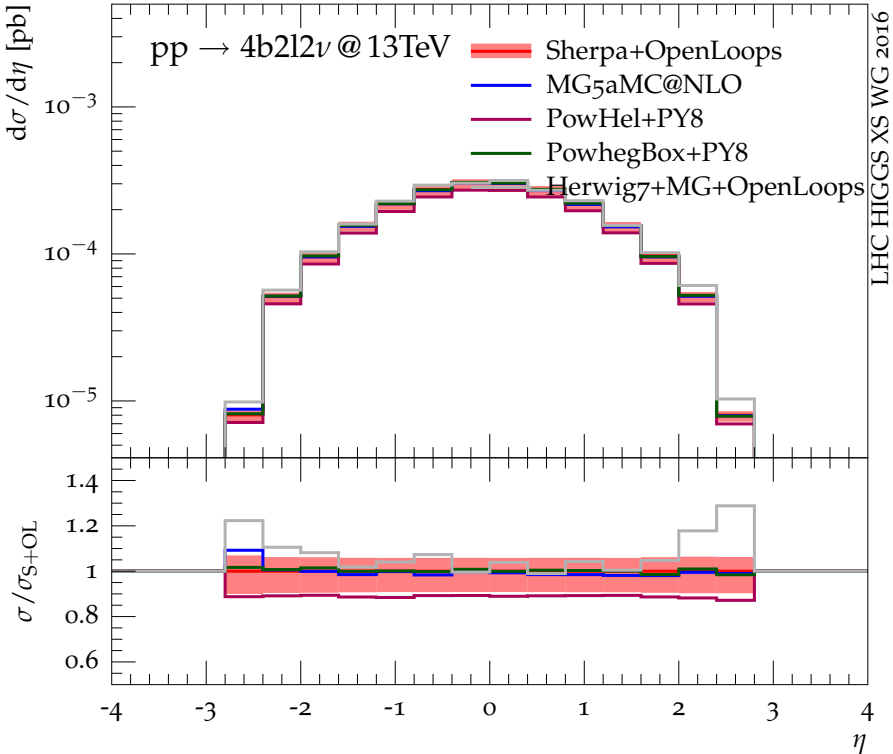 pp → 4b2l2ν @ 13TeV
Sherpa+OpenLoops
MG5aMC@NLO
PowHel+PY8
PowhegBox+PY8
Herwig7+MG+OpenLoops
LHC HIGGS XS WG 2016
dσ/dη [pb]
10⁻³
10⁻⁴
10⁻⁵
σ/σS+OL
1.4
1.2
1
0.8
0.6
-4 -3 -2 -1 0 1 2 3 4
η